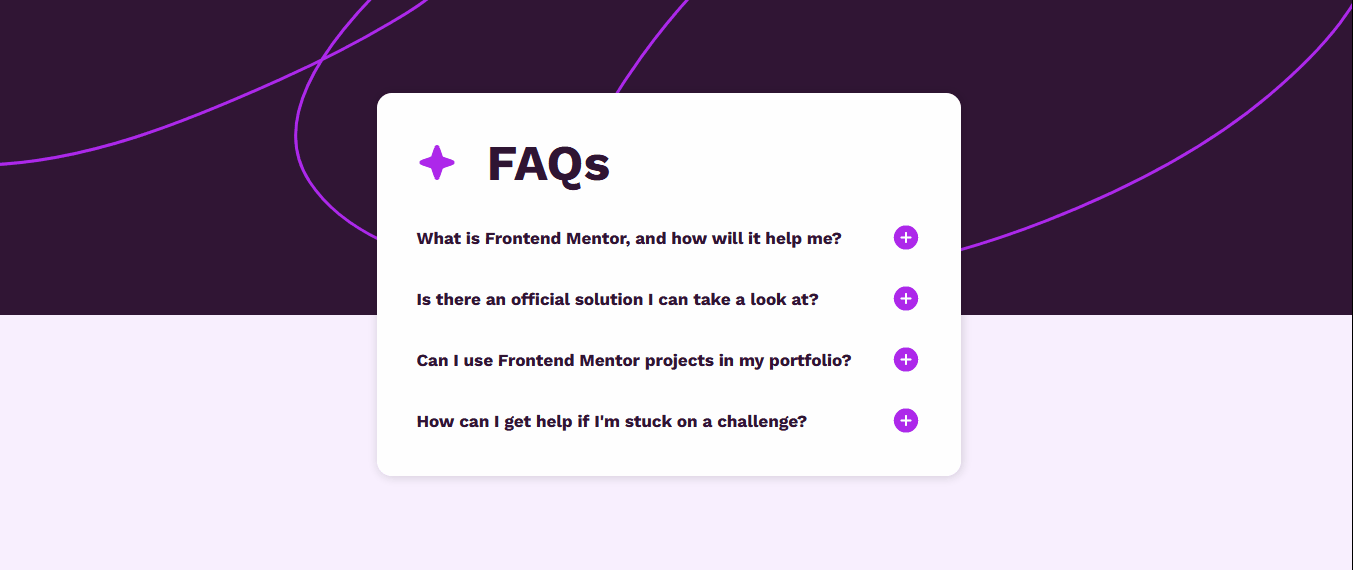 FAQs
What is Frontend Mentor, and how will it help me?
Is there an official solution I can take a look at?
Can I use Frontend Mentor projects in my portfolio?
How can I get help if I'm stuck on a challenge?